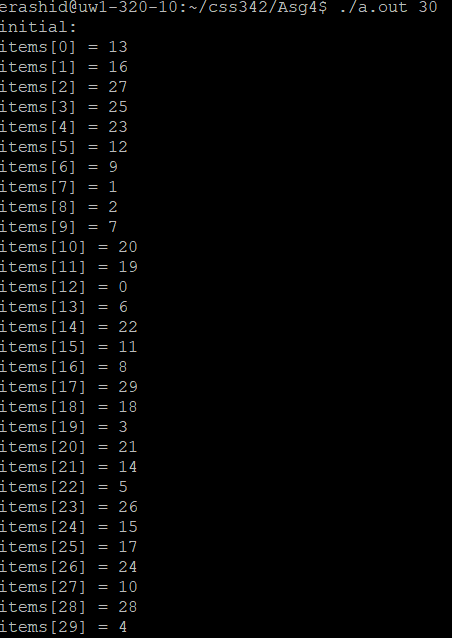 erashid@uw1-320-10:~/css342/Asg4$ ./a.out 30
initial:
items[0] = 13
items[1] = 16
items[2] = 27
items[3] = 25
items[4] = 23
items[5] = 12
items[6] = 9
items[7] = 1
items[8] = 2
items[9] = 7
items[10] = 20
items[11] = 19
items[12] = 0
items[13] = 6
items[14] = 22
items[15] = 11
items[16] = 8
items[17] = 29
items[18] = 18
items[19] = 3
items[20] = 21
items[21] = 14
items[22] = 5
items[23] = 26
items[24] = 15
items[25] = 17
items[26] = 24
items[27] = 10
items[28] = 28
items[29] = 4